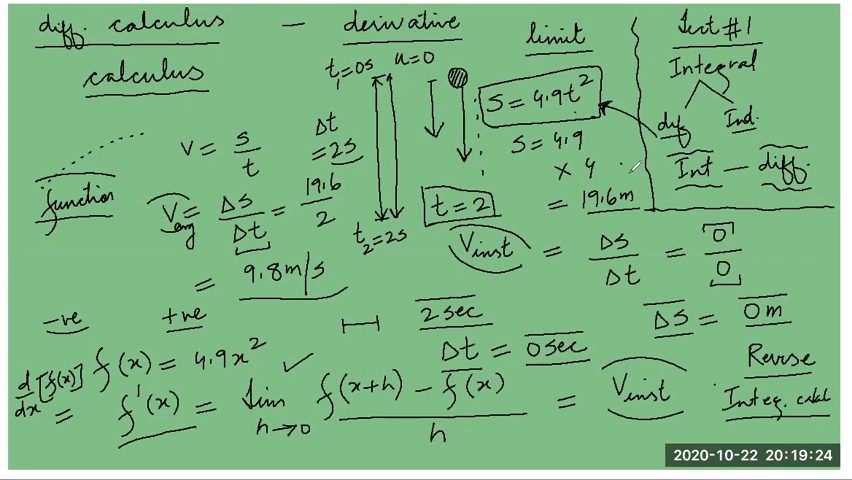 diff. calculus — derivative
limit
Test #1
calculus
t₁=0s u=0
Integral
S = 4.9t²
Ind.
V = s/t
Δt = 2s
S = 4.9
× 4
= 19.6m
Int — diff.
function
Vavg = Δs/Δt = 19.6/2
t = 2
t₂=2s
Vinst = Δs/Δt = 0/0
= 9.8m/s
-ve +ve
2sec
Δs = 0m
Δt = 0sec
f(x) = 4.9x²
Reverse
d/dx [f(x)] = f'(x) = lim h→0 f(x+h) - f(x) / h = Vinst
2020-10-22 20:19:24